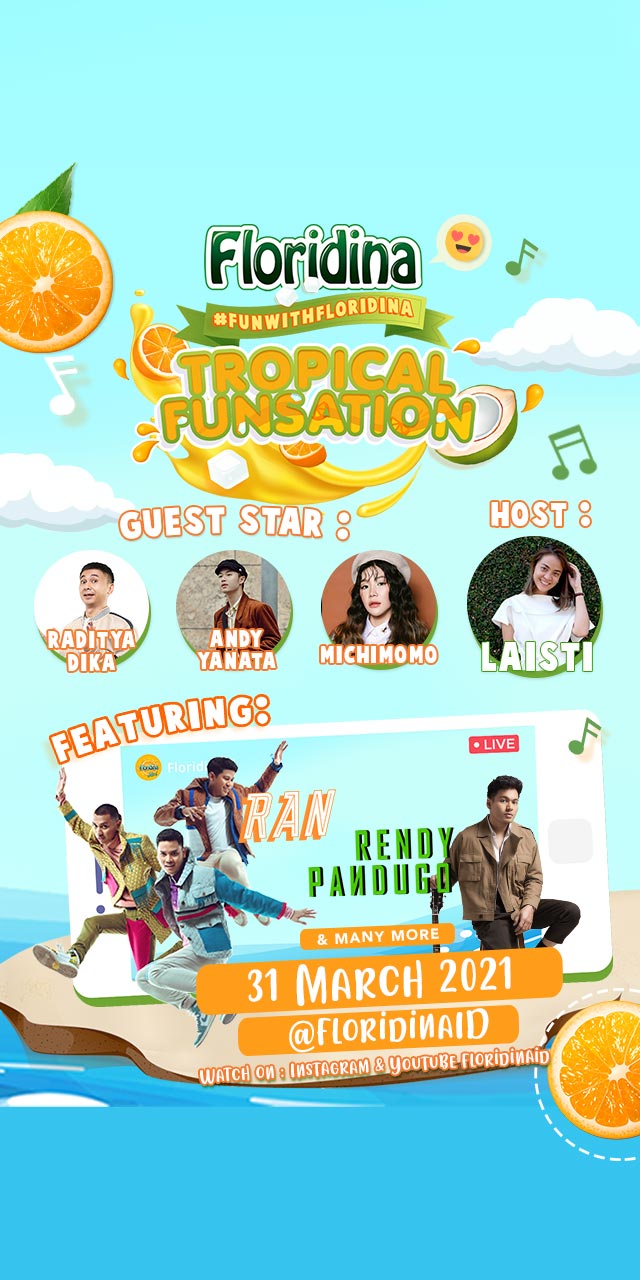 Floridina
#FUNWITHFLORIDINA
TROPICAL
FUNSATION
GUEST STAR :
HOST :
RADITYA
DIKA
ANDY
YANATA
MICHIMOMO
LAISTI
FEATURING:
LIVE
RAN
RENDY
PANDUGO
& MANY MORE
31 MARCH 2021
@FLORIDINAID
WATCH ON : INSTAGRAM & YOUTUBE FLORIDINAID